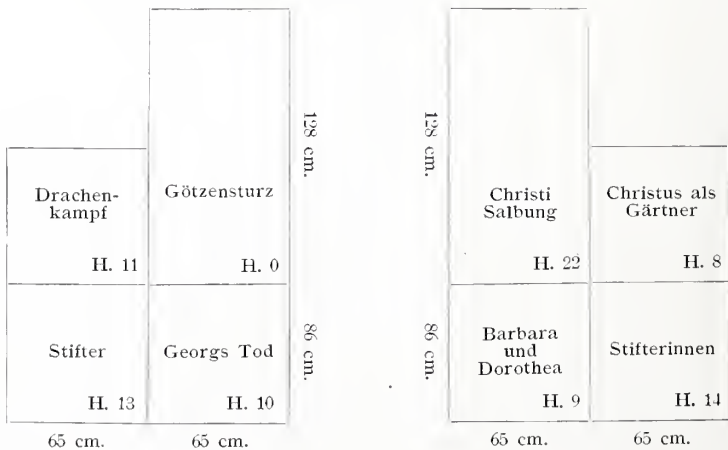 128 cm.
128 cm.
Drachen-
kampf
H. 11
Götzensturz
H. 0
Christi
Salbung
H. 22
Christus als
Gärtner
H. 8
Stifter
H. 13
Georgs Tod
H. 10
86 cm.
86 cm.
Barbara
und
Dorothea
H. 9
Stifterinnen
H. 14
65 cm.
65 cm.
65 cm.
65 cm.